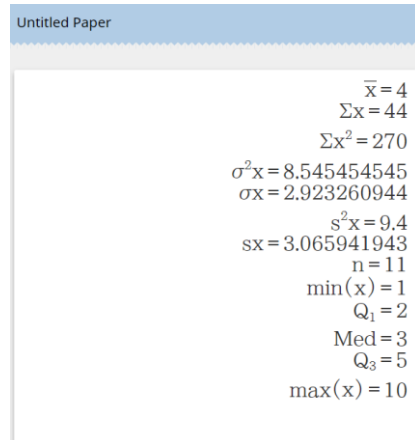 Untitled Paper
x̅=4
Σx=44
Σx²=270
σ²x=8.545454545
σx=2.923260944
s²x=9.4
sx=3.065941943
n=11
min(x)=1
Q₁=2
Med=3
Q₃=5
max(x)=10